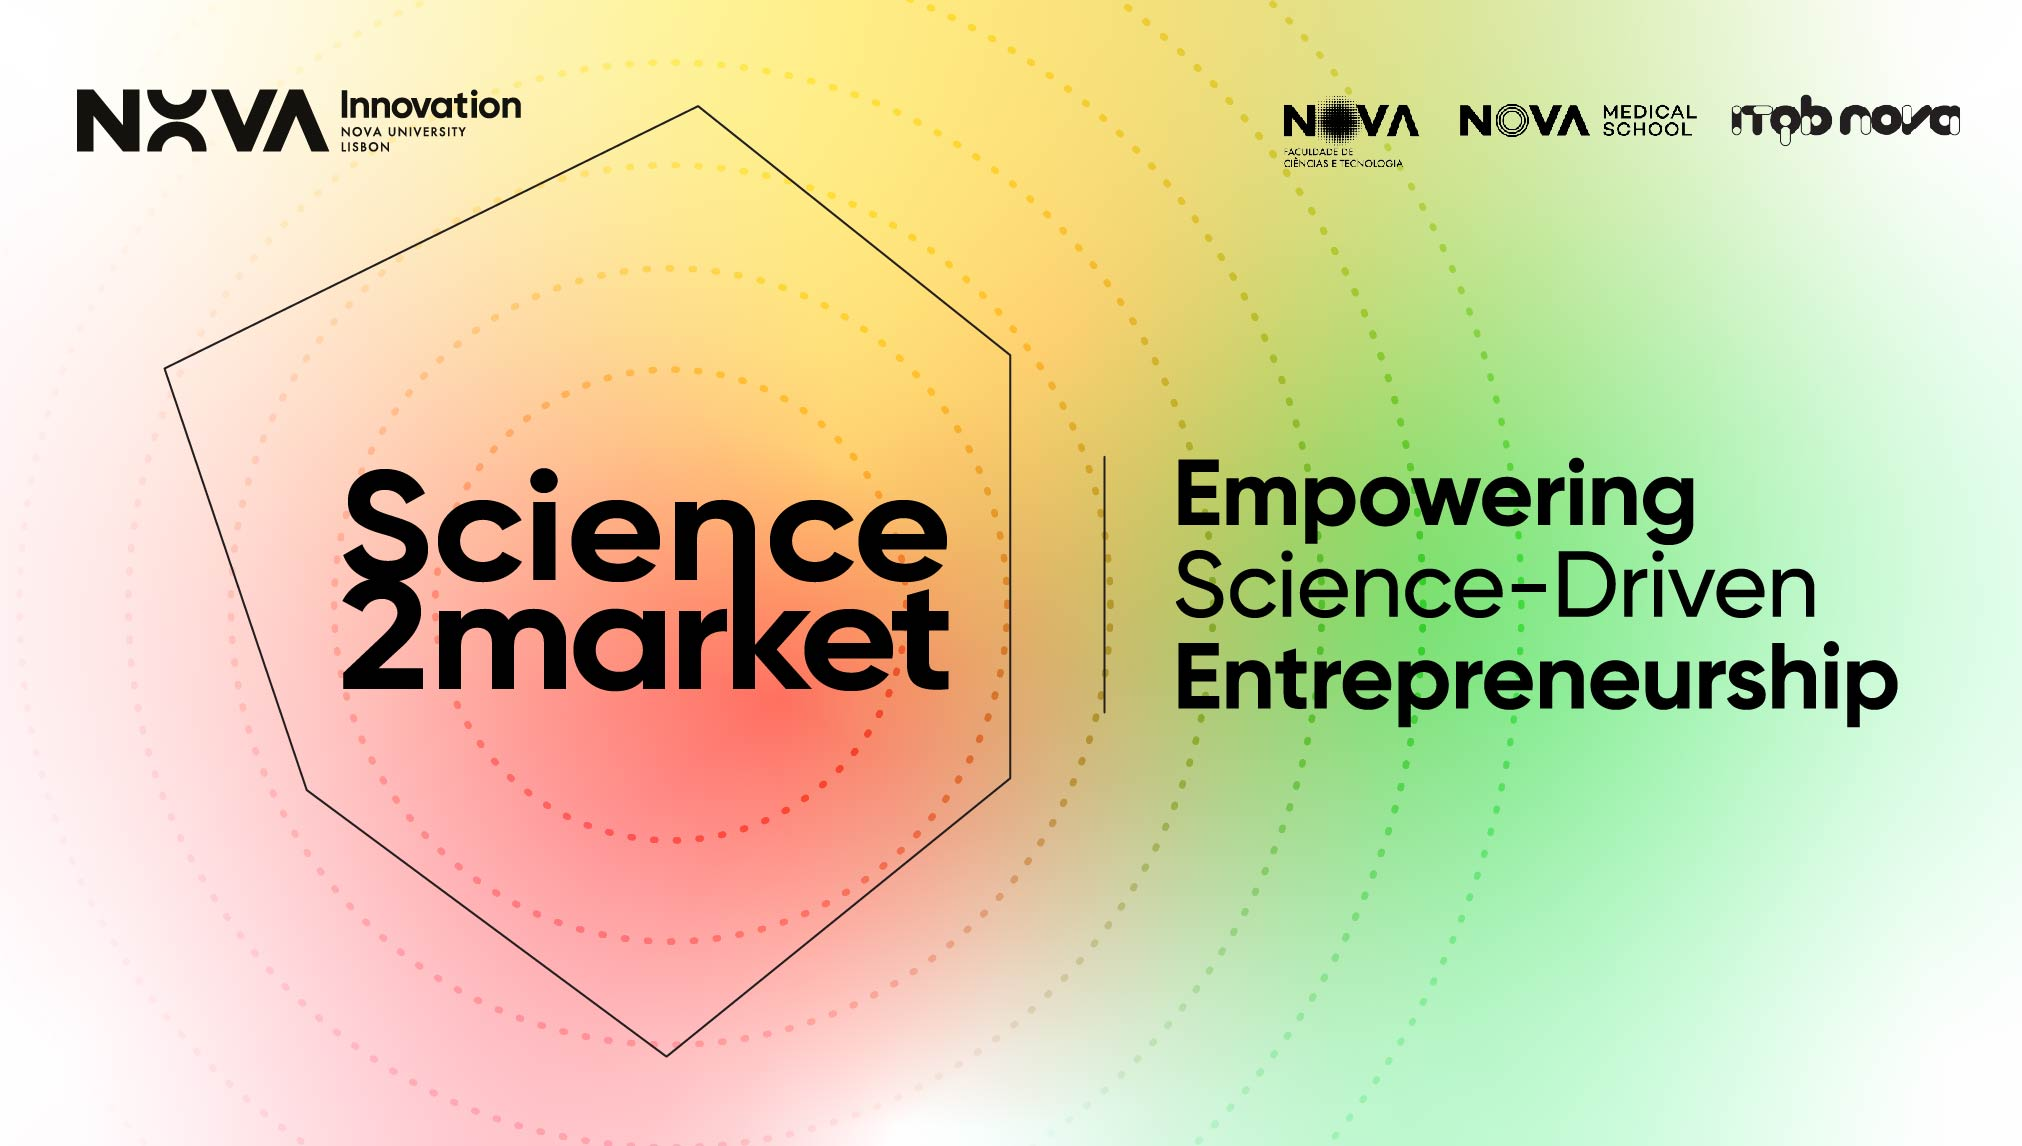 NOVA Innovation
NOVA UNIVERSITY
LISBON
NOVA
FACULDADE DE
CIÊNCIAS E TECNOLOGIA
NOVA MEDICAL
SCHOOL
iTqb nova
Science
2market
Empowering
Science-Driven
Entrepreneurship